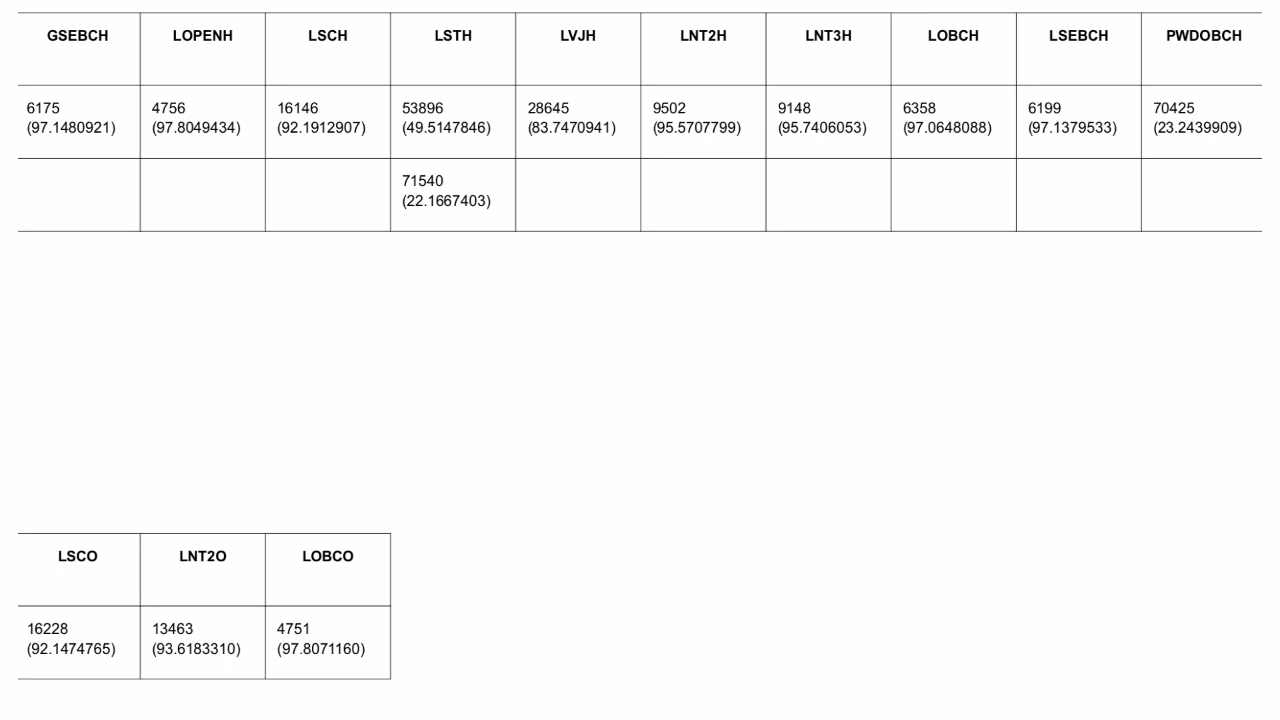 GSEBCH LOPENH LSCH LSTH LVJH LNT2H LNT3H LOBCH LSEBCH PWDOBCH
6175 4756 16146 53896 28645 9502 9148 6358 6199 70425
(97.1480921) (97.8049434) (92.1912907) (49.5147846) (83.7470941) (95.5707799) (95.7406053) (97.0648088) (97.1379533) (23.2439909)
71540
(22.1667403)
LSCO LNT2O LOBCO
16228 13463 4751
(92.1474765) (93.6183310) (97.8071160)